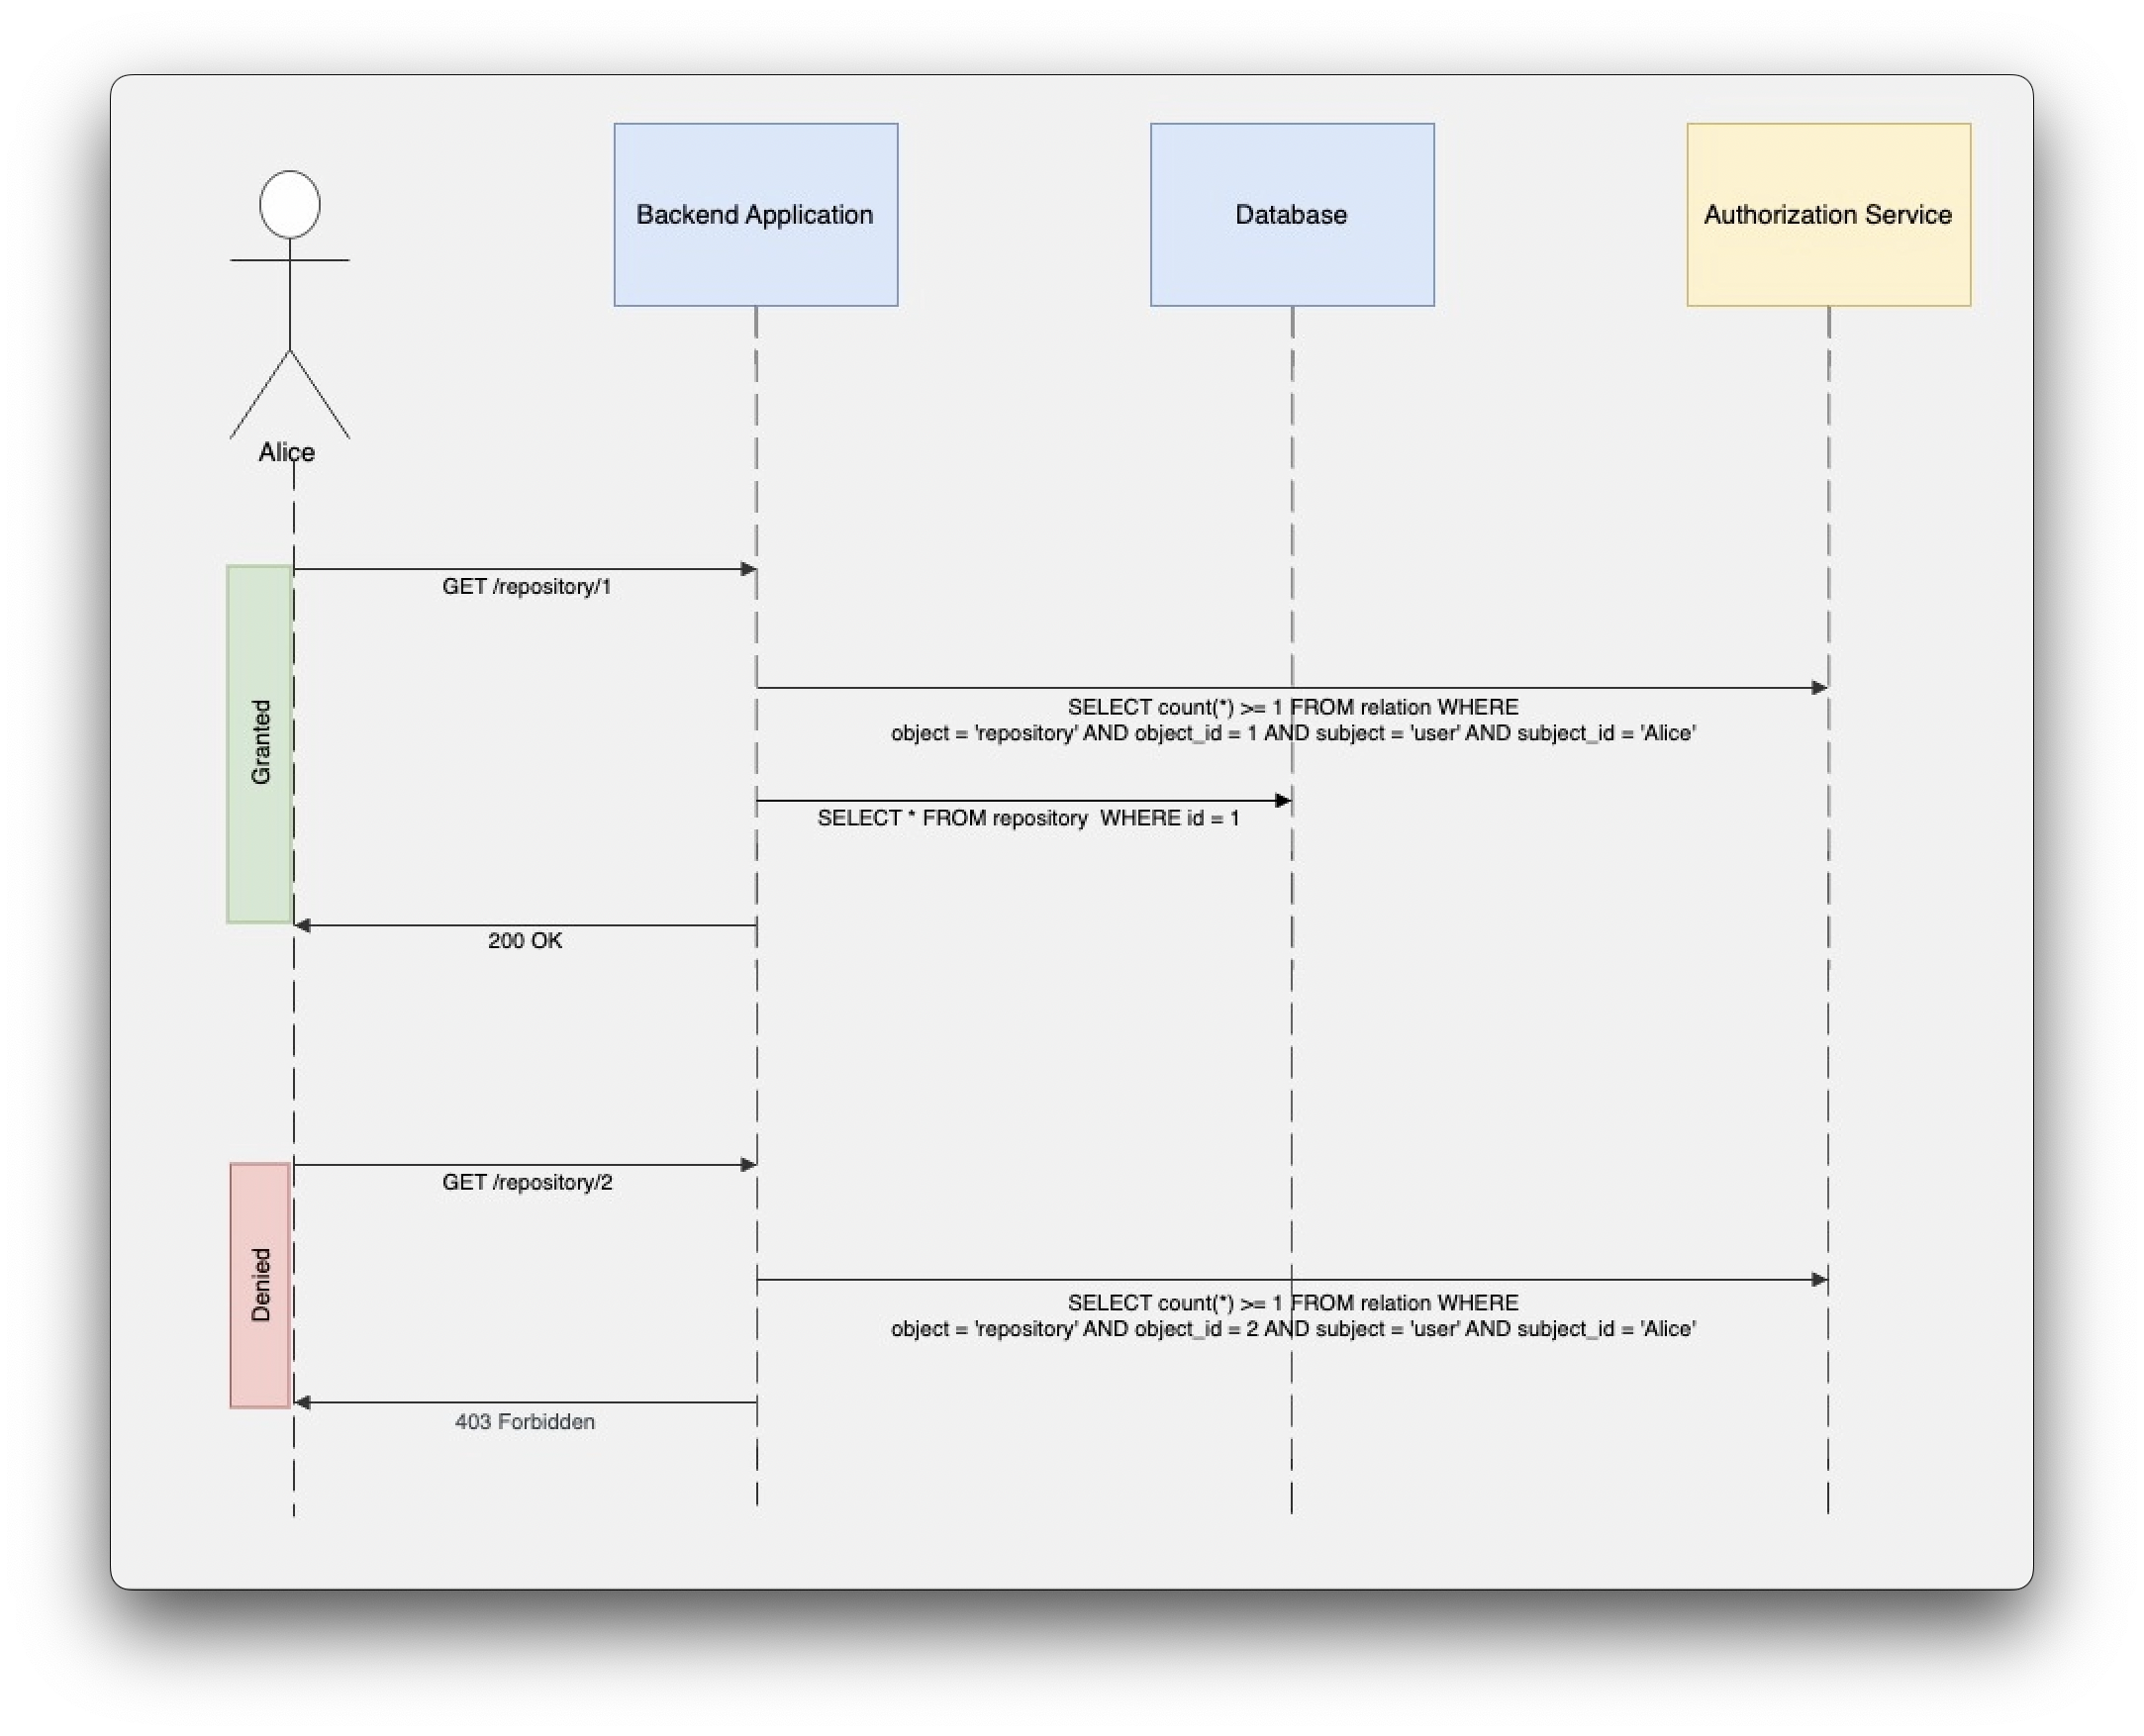 Backend Application
Database
Authorization Service
Alice
GET /repository/1
SELECT count(*) >= 1 FROM relation WHERE
object = 'repository' AND object_id = 1 AND subject = 'user' AND subject_id = 'Alice'
Granted
SELECT * FROM repository  WHERE id = 1
200 OK
GET /repository/2
SELECT count(*) >= 1 FROM relation WHERE
object = 'repository' AND object_id = 2 AND subject = 'user' AND subject_id = 'Alice'
Denied
403 Forbidden